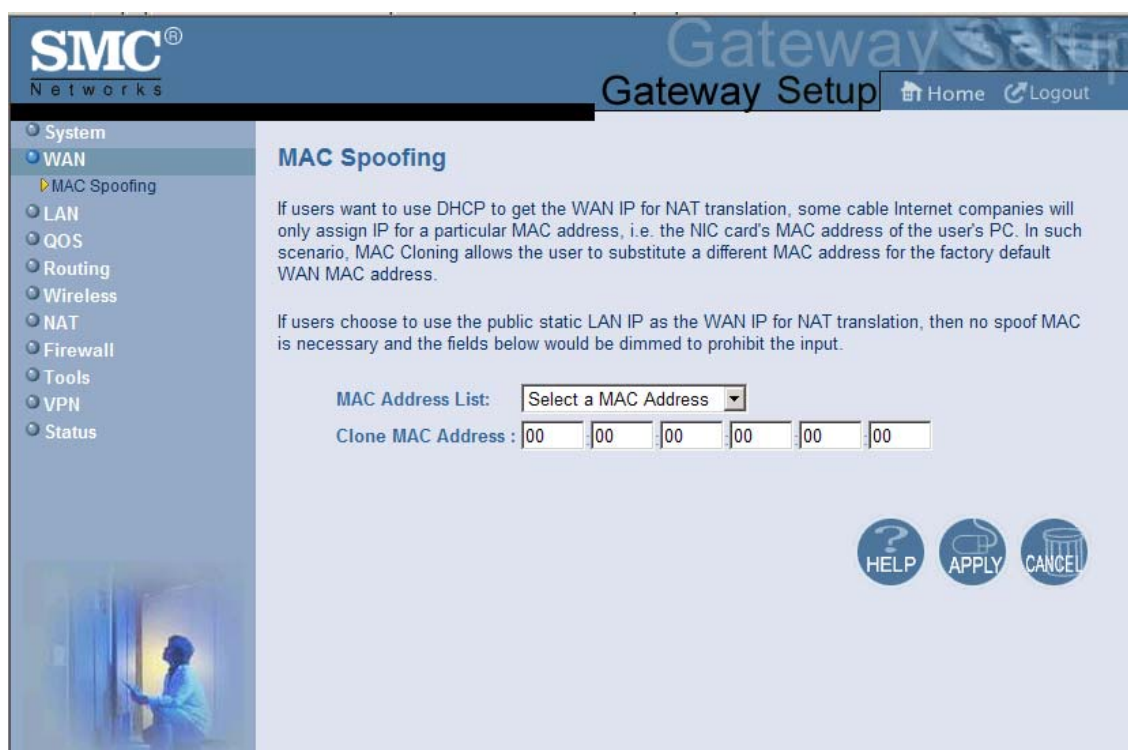 SMC®
Networks
Gateway Setup
Gateway Setup
Home
Logout
System
WAN
MAC Spoofing
LAN
QOS
Routing
Wireless
NAT
Firewall
Tools
VPN
Status
MAC Spoofing
If users want to use DHCP to get the WAN IP for NAT translation, some cable Internet companies will
only assign IP for a particular MAC address, i.e. the NIC card's MAC address of the user's PC. In such
scenario, MAC Cloning allows the user to substitute a different MAC address for the factory default
WAN MAC address.
If users choose to use the public static LAN IP as the WAN IP for NAT translation, then no spoof MAC
is necessary and the fields below would be dimmed to prohibit the input.
MAC Address List: Select a MAC Address
Clone MAC Address : 00 :00 :00 :00 :00 :00
HELP APPLY CANCEL